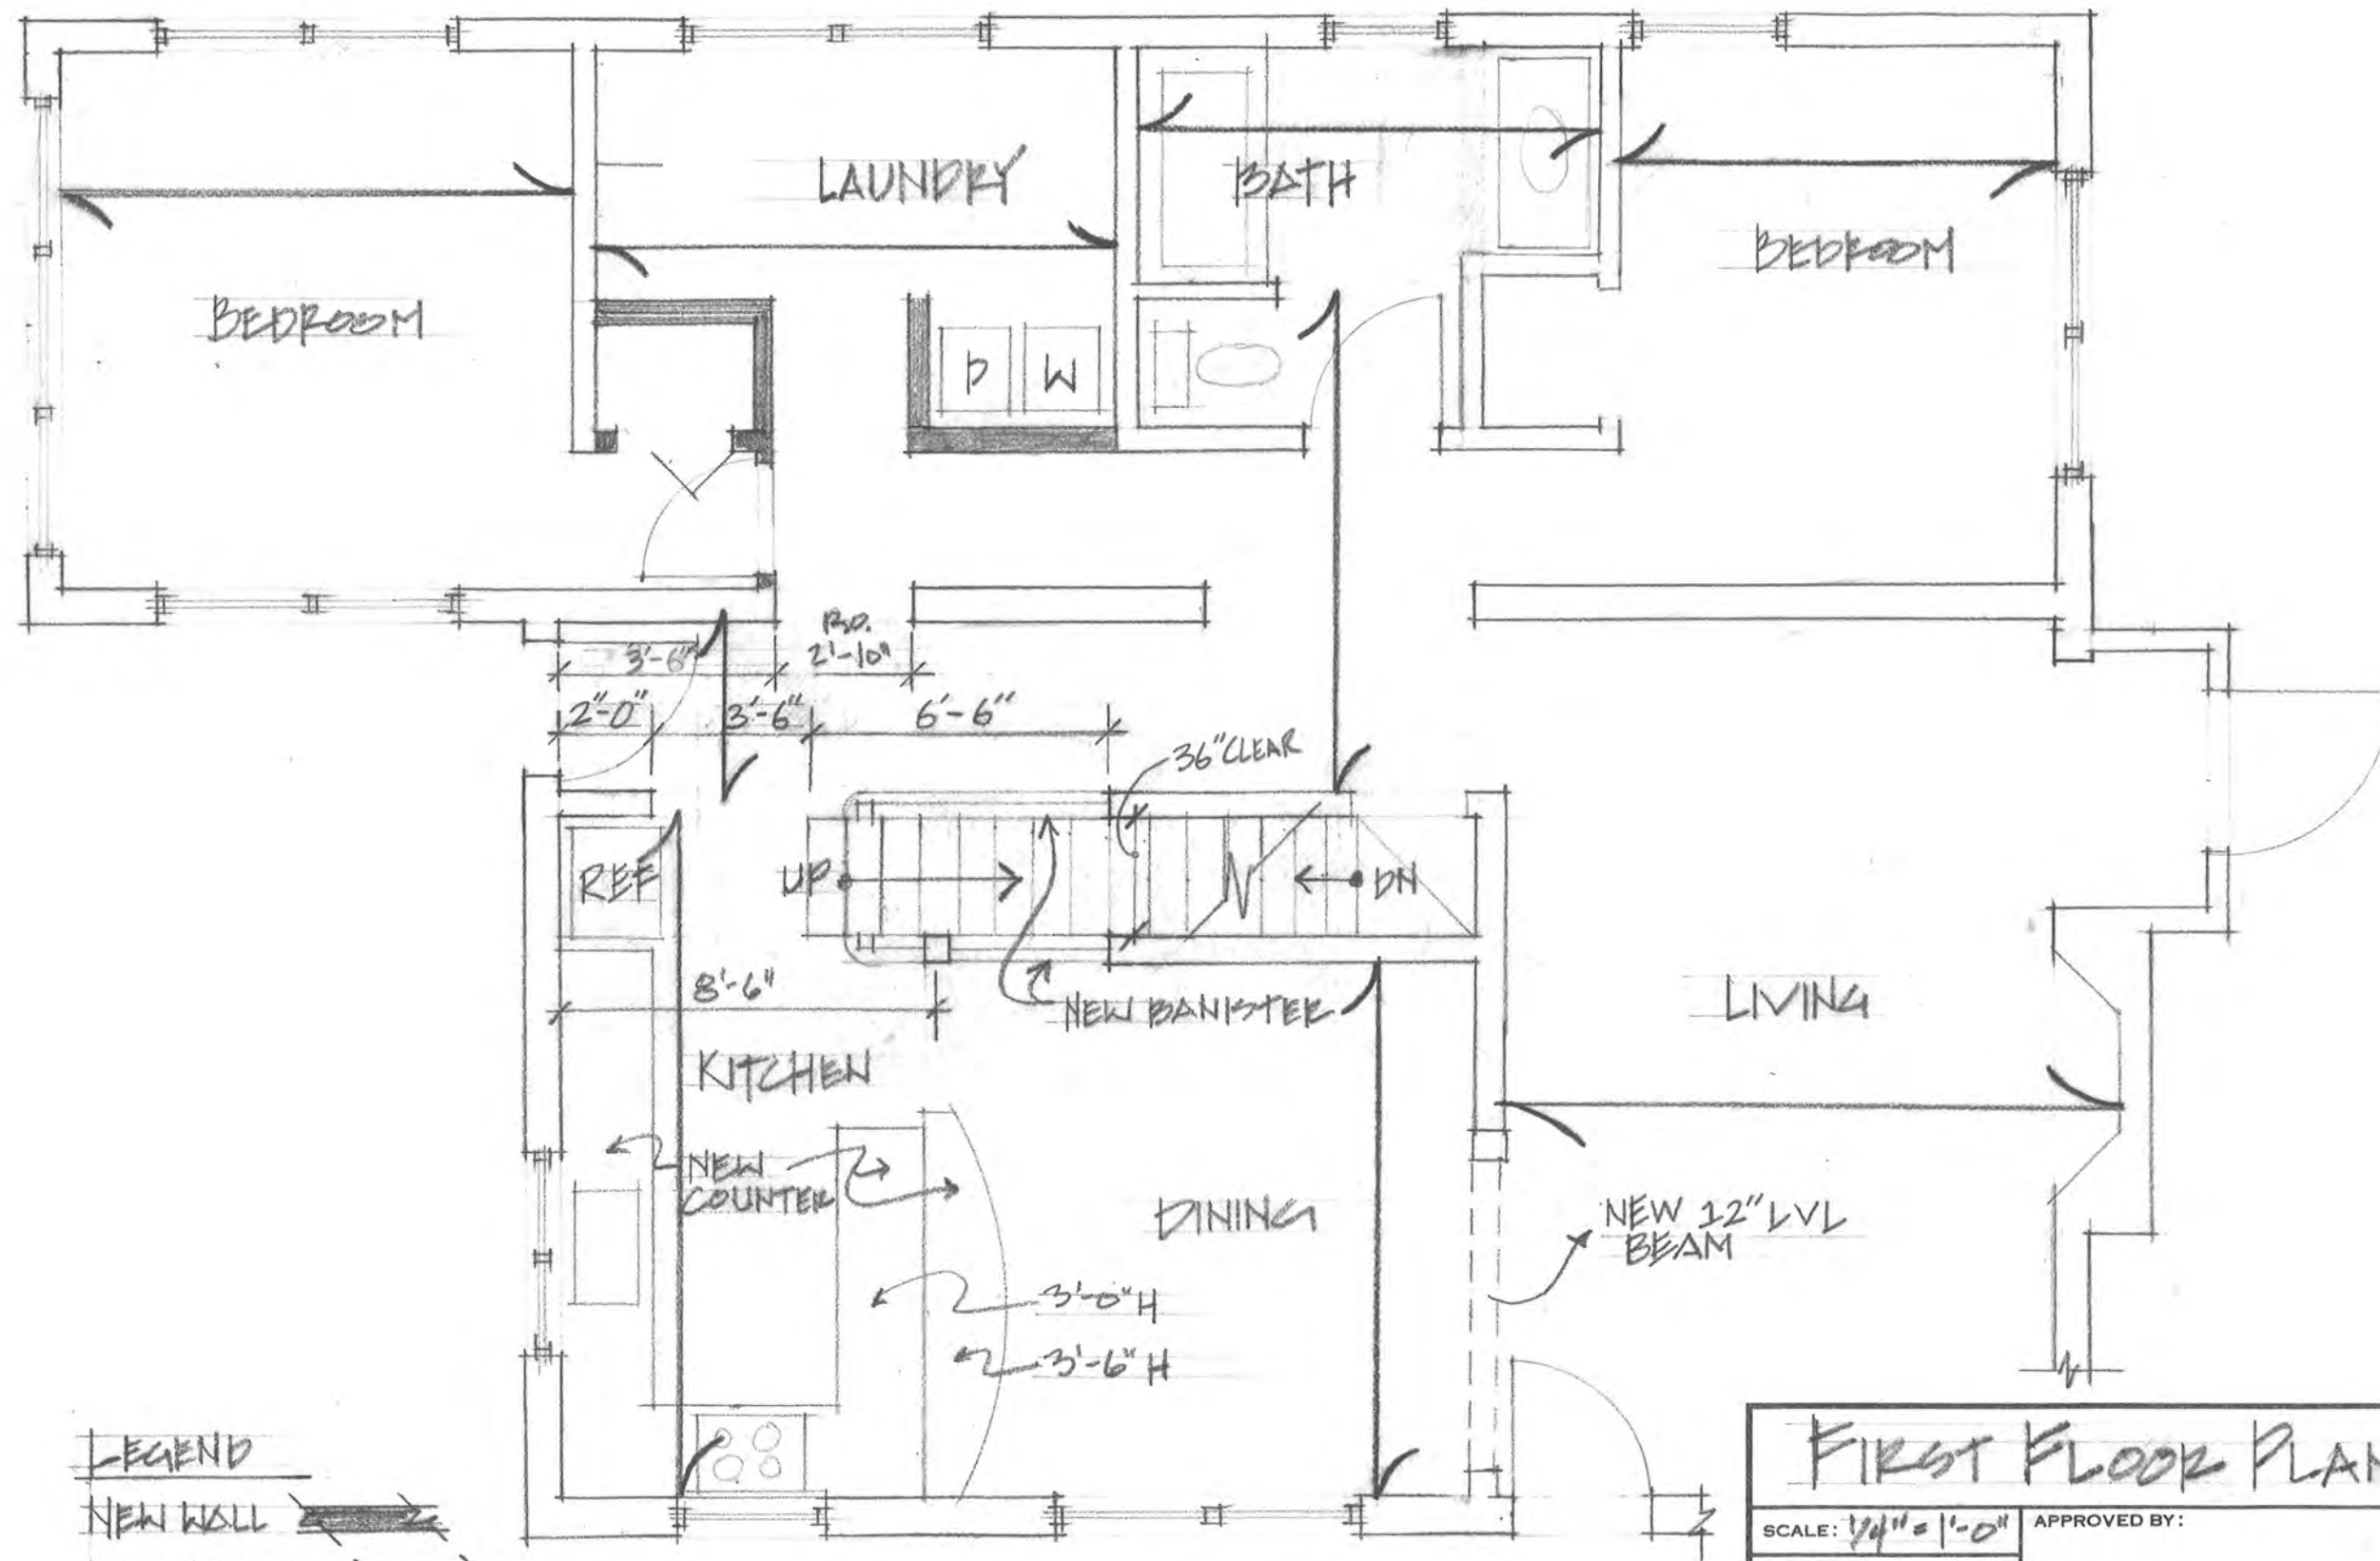 LAUNDRY
BATH
BEDROOM
BEDROOM
D W
R.O.
3'-6" 2'-10"
2"-0" 3'-6" 6'-6"
36" CLEAR
REF
UP
DN
8'-6"
NEW BANISTER
LIVING
KITCHEN
NEW
COUNTER
DINING
NEW 12" LVL
BEAM
3'-0" H
3'-6" H
LEGEND
NEW WALL
FIRST FLOOR PLAN
SCALE: 1/4" = 1'-0"
APPROVED BY: